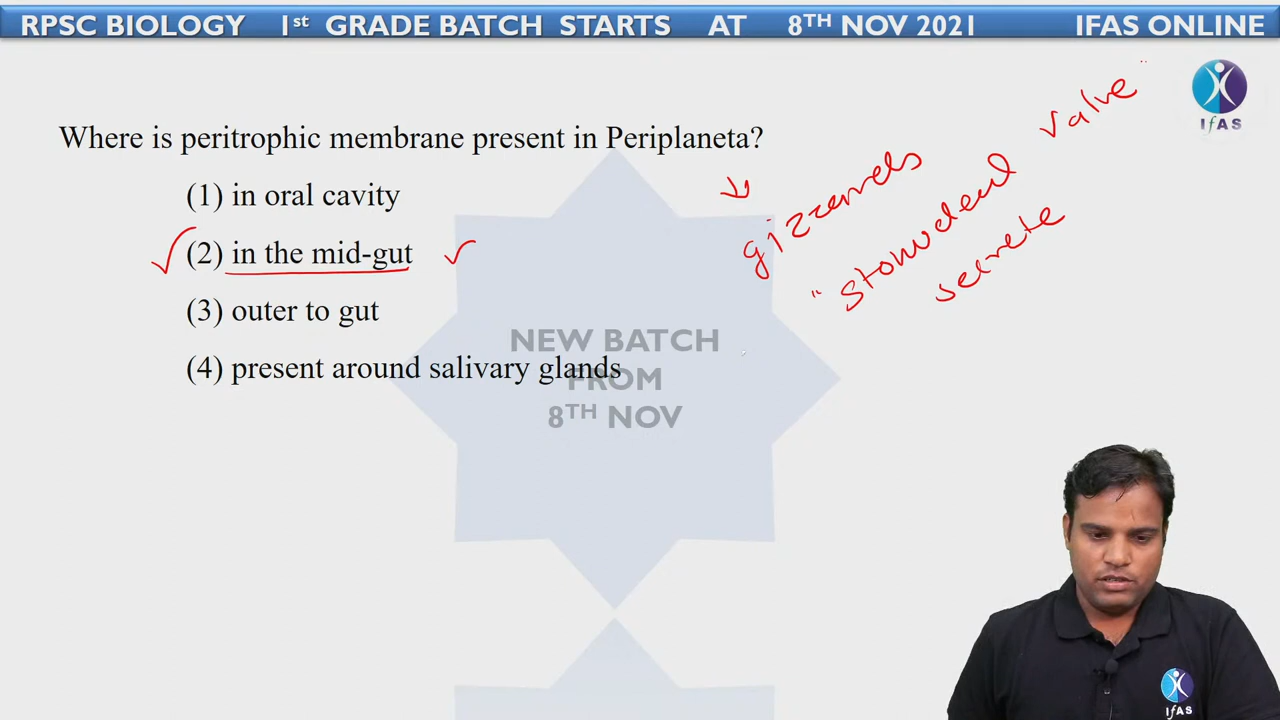 RPSC BIOLOGY 1st GRADE BATCH STARTS AT 8TH NOV 2021 IFAS ONLINE
IfAS
Where is peritrophic membrane present in Periplaneta?
(1) in oral cavity
(2) in the mid-gut
(3) outer to gut
(4) present around salivary glands
gizzards
"stomodeal valve"
secrete
NEW BATCH
FROM
8TH NOV
IfAS